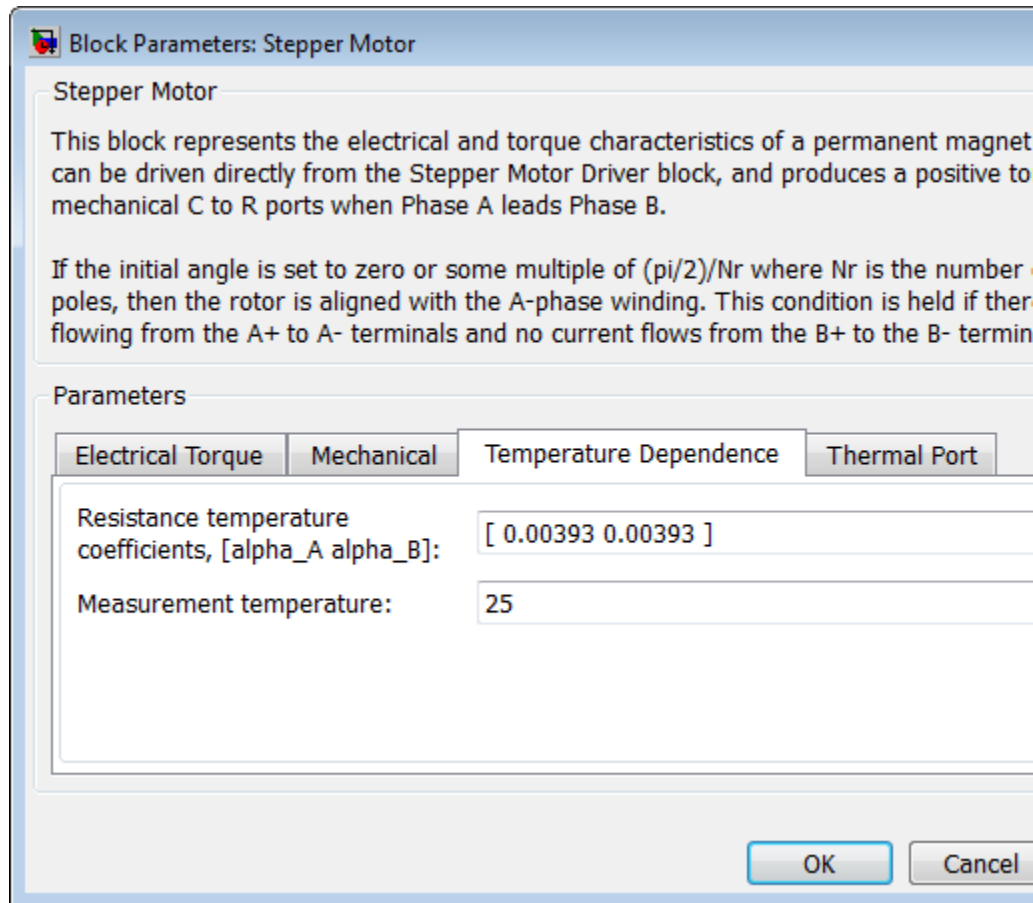 Block Parameters: Stepper Motor
Stepper Motor
This block represents the electrical and torque characteristics of a permanent magnet
can be driven directly from the Stepper Motor Driver block, and produces a positive to
mechanical C to R ports when Phase A leads Phase B.
If the initial angle is set to zero or some multiple of (pi/2)/Nr where Nr is the number
poles, then the rotor is aligned with the A-phase winding. This condition is held if ther
flowing from the A+ to A- terminals and no current flows from the B+ to the B- termin
Parameters
Electrical Torque Mechanical Temperature Dependence Thermal Port
Resistance temperature
coefficients, [alpha_A alpha_B]:
[ 0.00393 0.00393 ]
Measurement temperature: 25
OK Cancel